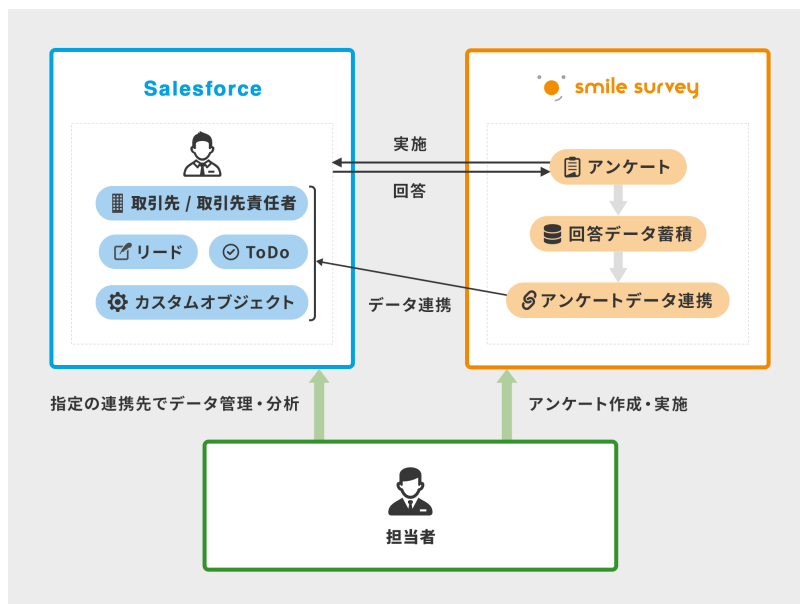 Salesforce
smile survey
実施
回答
アンケート
取引先 / 取引先責任者
回答データ蓄積
リード
ToDo
データ連携
アンケートデータ連携
カスタムオブジェクト
指定の連携先でデータ管理・分析
アンケート作成・実施
担当者